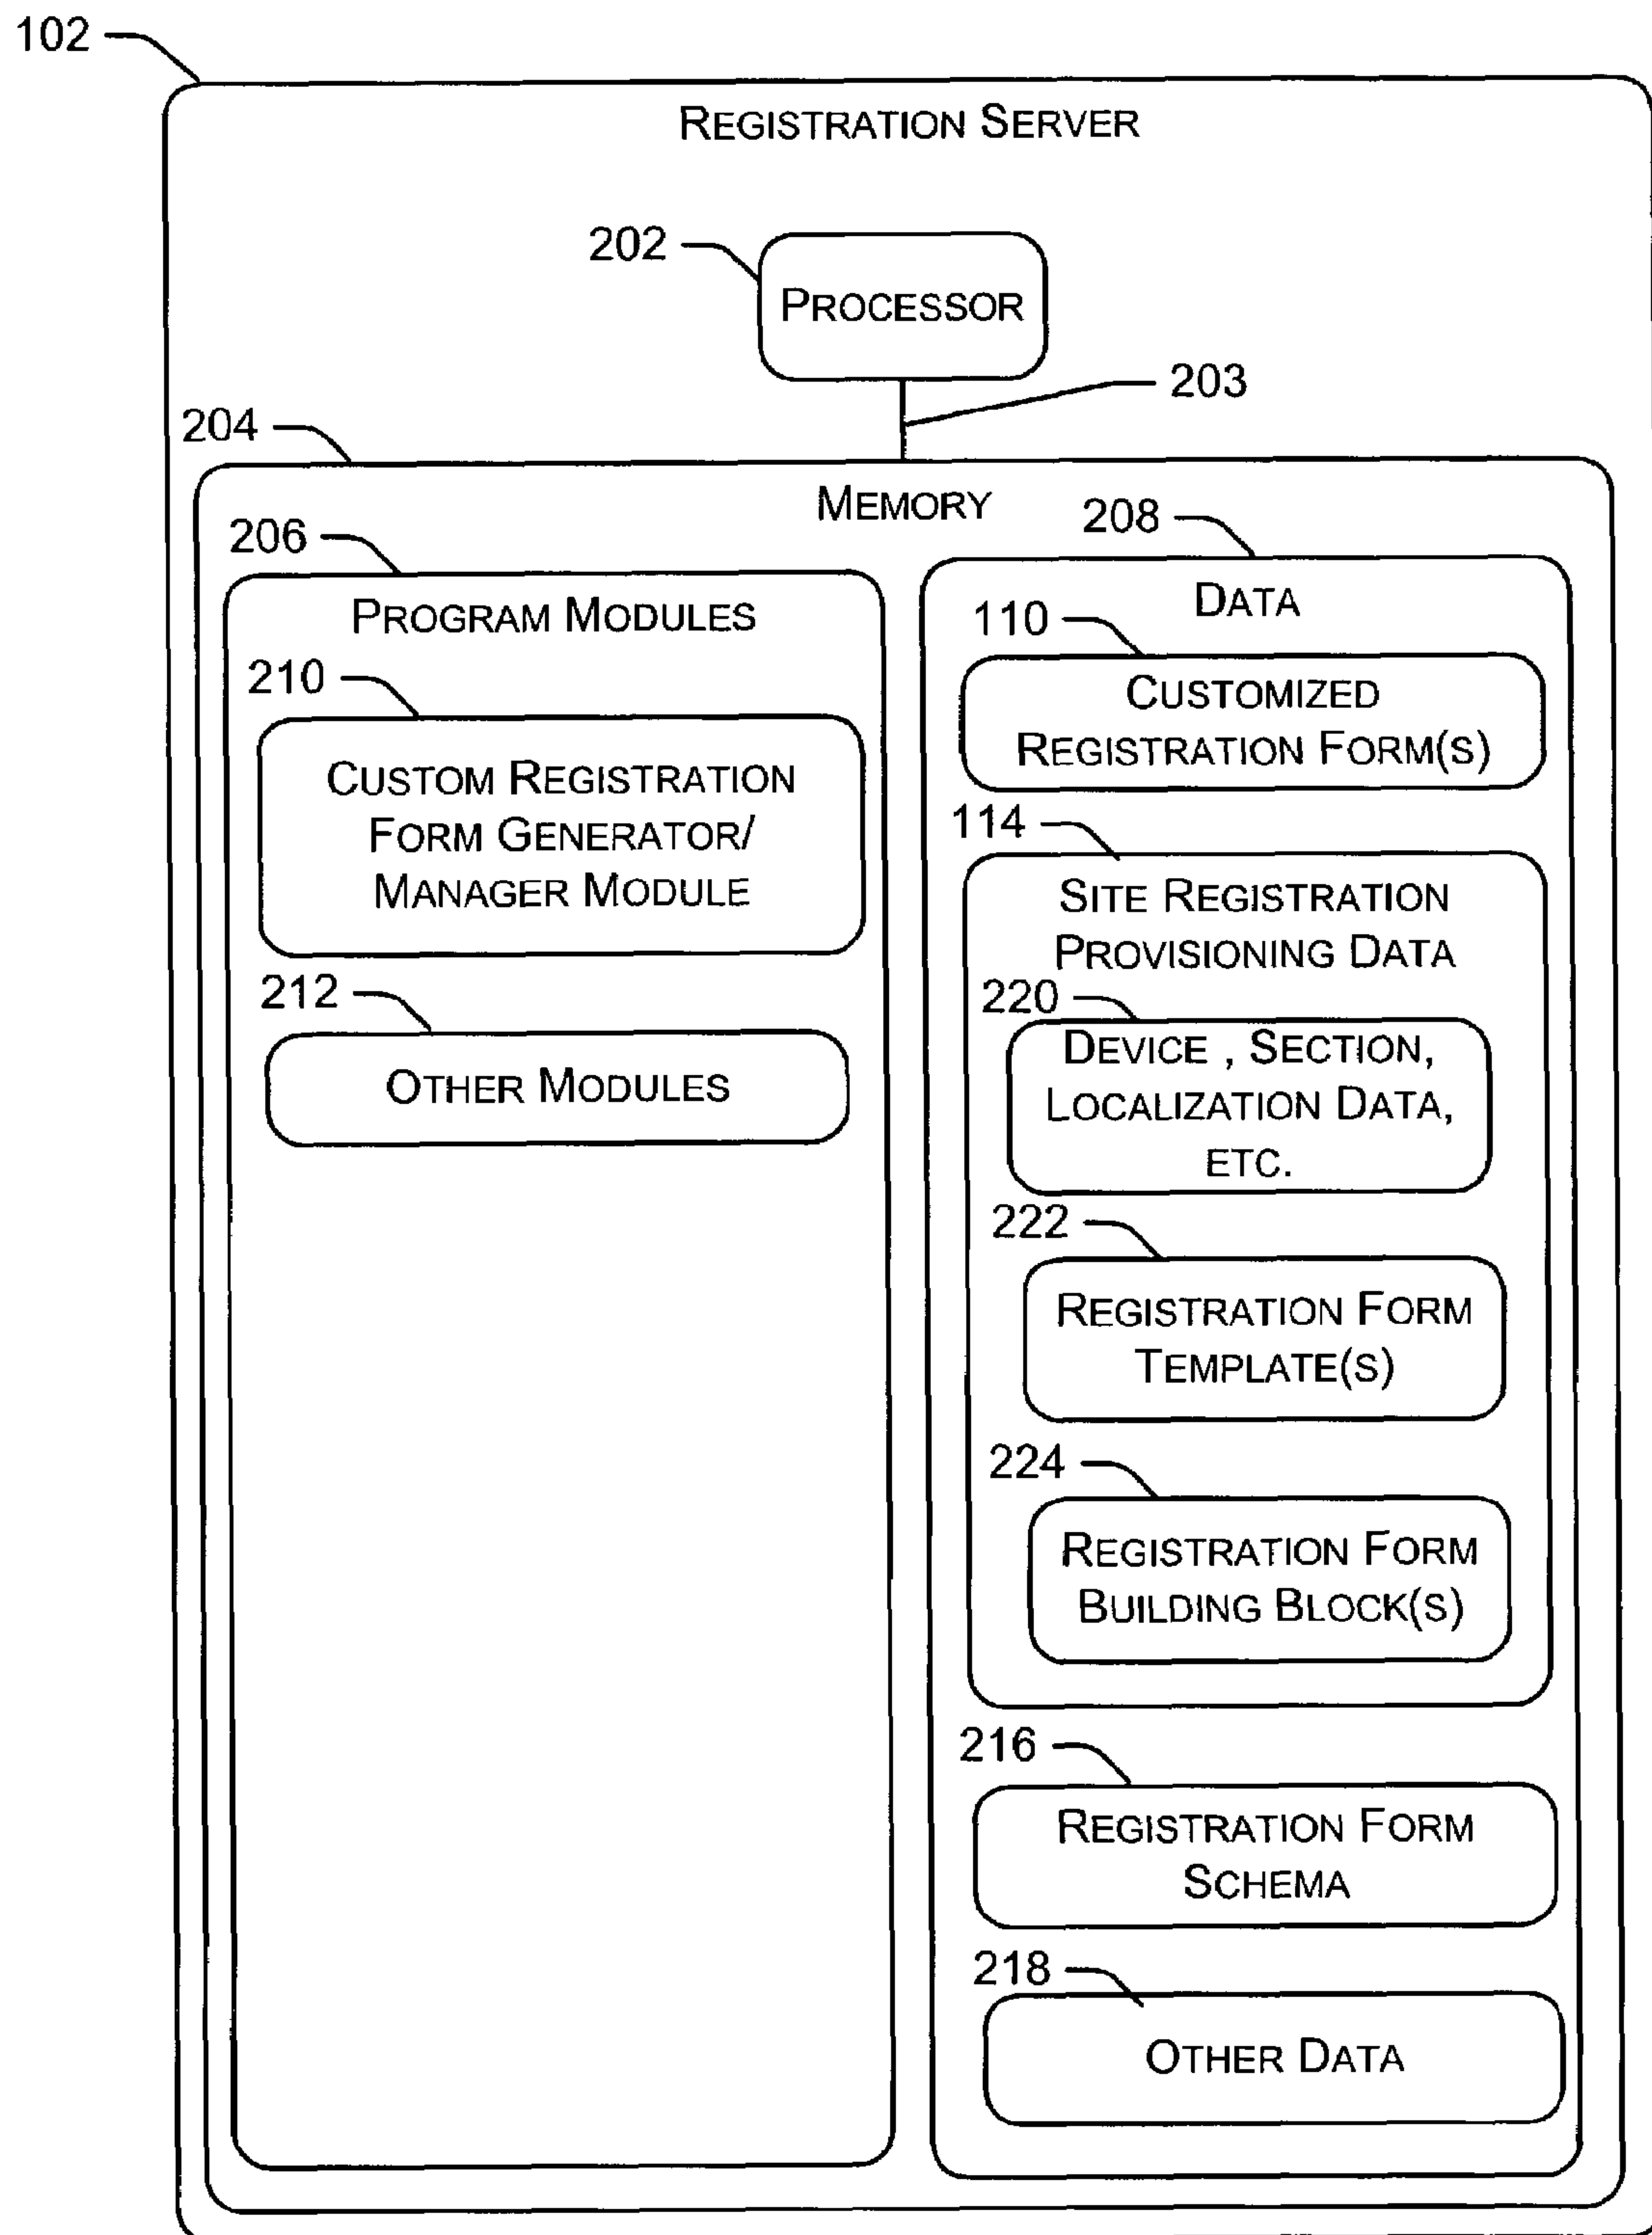 102
REGISTRATION SERVER
202
PROCESSOR
203
204
MEMORY
206
PROGRAM MODULES
210
CUSTOM REGISTRATION
FORM GENERATOR/
MANAGER MODULE
212
OTHER MODULES
208
DATA
110
CUSTOMIZED
REGISTRATION FORM(S)
114
SITE REGISTRATION
PROVISIONING DATA
220
DEVICE , SECTION,
LOCALIZATION DATA,
ETC.
222
REGISTRATION FORM
TEMPLATE(S)
224
REGISTRATION FORM
BUILDING BLOCK(S)
216
REGISTRATION FORM
SCHEMA
218
OTHER DATA